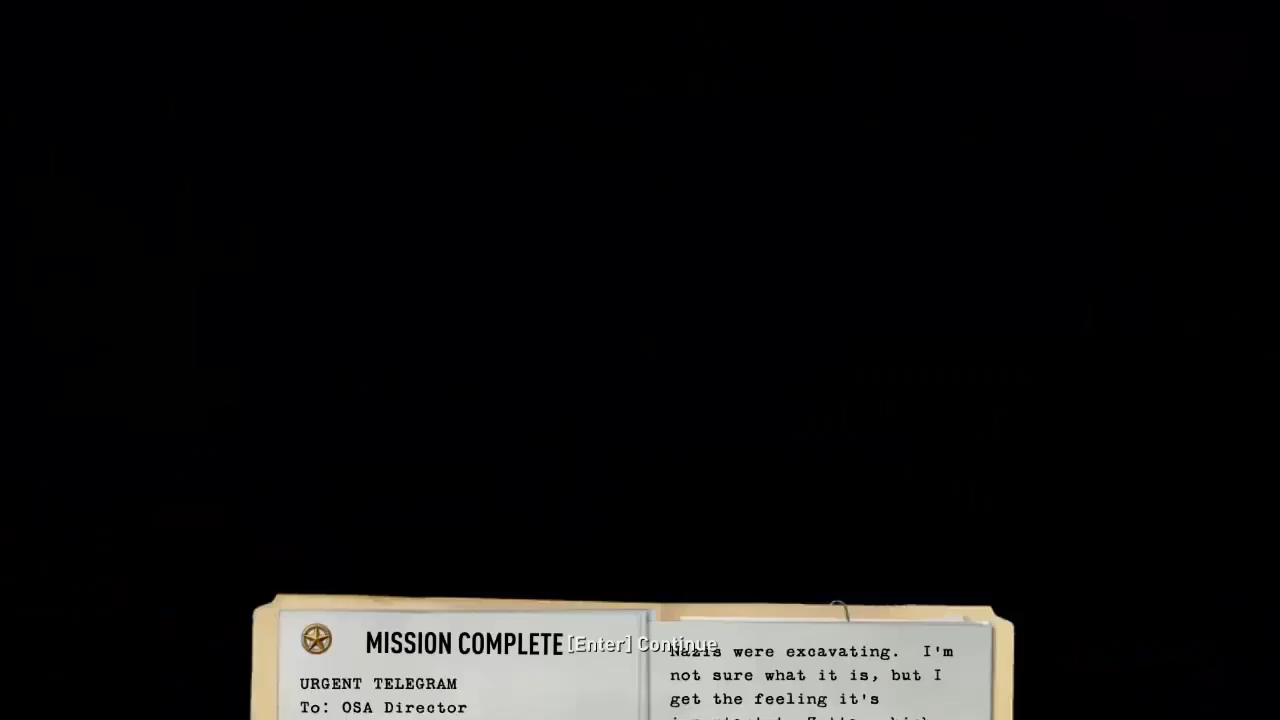 MISSION COMPLETE
[Enter] Continue
URGENT TELEGRAM
To: OSA Director
Nazis were excavating. I'm
not sure what it is, but I
get the feeling it's